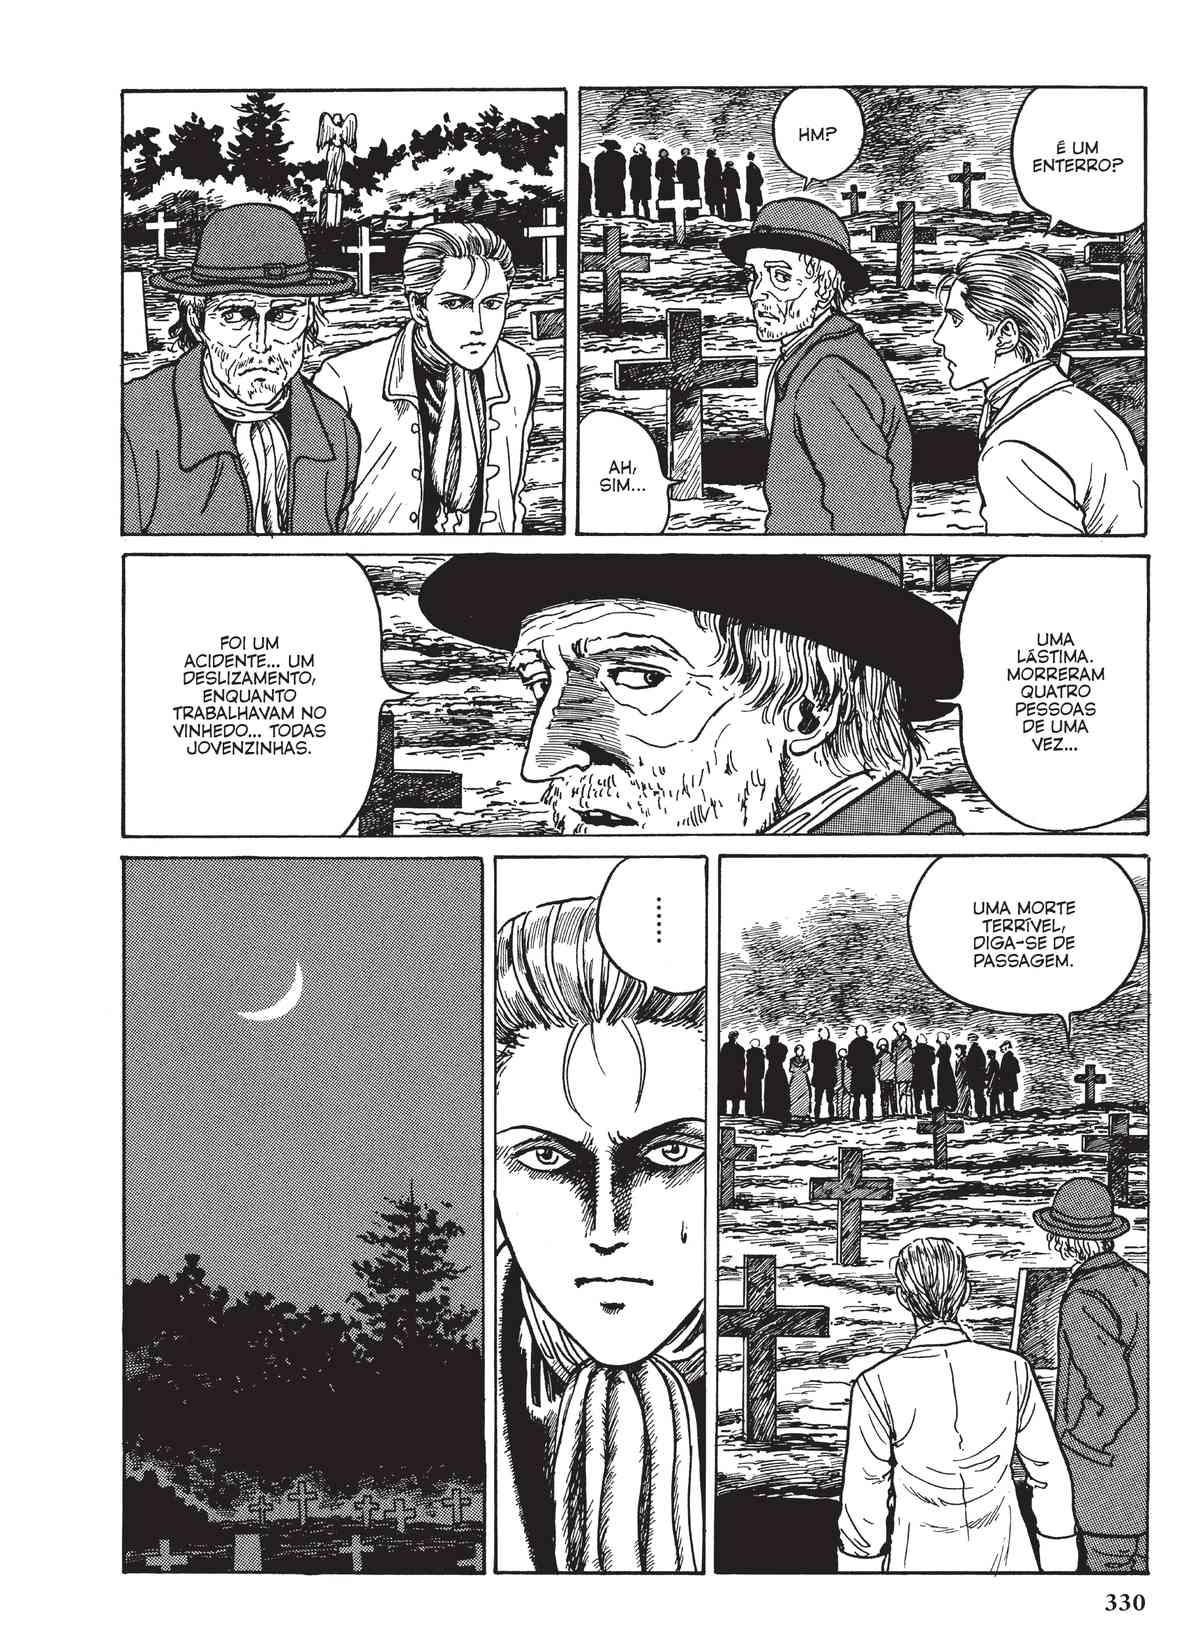 É UM
ENTERRO?
HM?
AH,
SIM...
UMA
LÁSTIMA.
MORRERAM
QUATRO
PESSOAS
DE UMA
VEZ...
FOI UM
ACIDENTE... UM
DESLIZAMENTO,
ENQUANTO
TRABALHAVAM NO
VINHEDO... TODAS
JOVENZINHAS.
UMA MORTE
TERRÍVEL,
DIGA-SE DE
PASSAGEM.
......
330